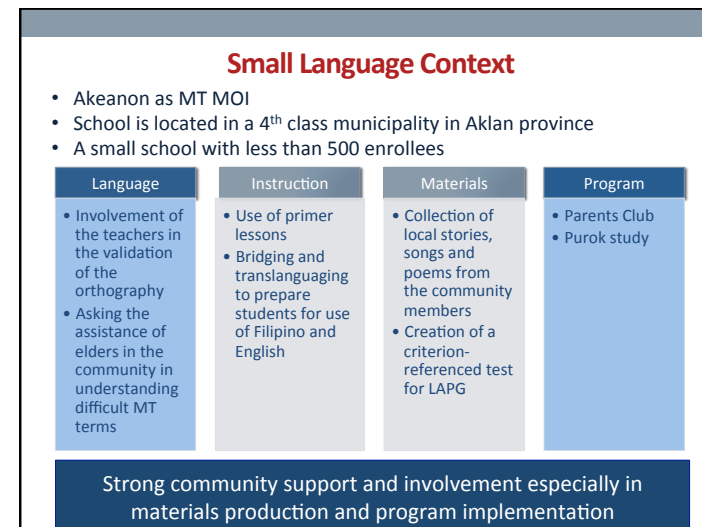 Small Language Context
• Akeanon as MT MOI
• School is located in a 4th class municipality in Aklan province
• A small school with less than 500 enrollees
Language
• Involvement of
the teachers in
the validation
of the
orthography
• Asking the
assistance of
elders in the
community in
understanding
difficult MT
terms
Instruction
• Use of primer
lessons
• Bridging and
translanguaging
to prepare
students for use
of Filipino and
English
Materials
• Collection of
local stories,
songs and
poems from
the community
members
• Creation of a
criterion-
referenced test
for LAPG
Program
• Parents Club
• Purok study
Strong community support and involvement especially in
materials production and program implementation